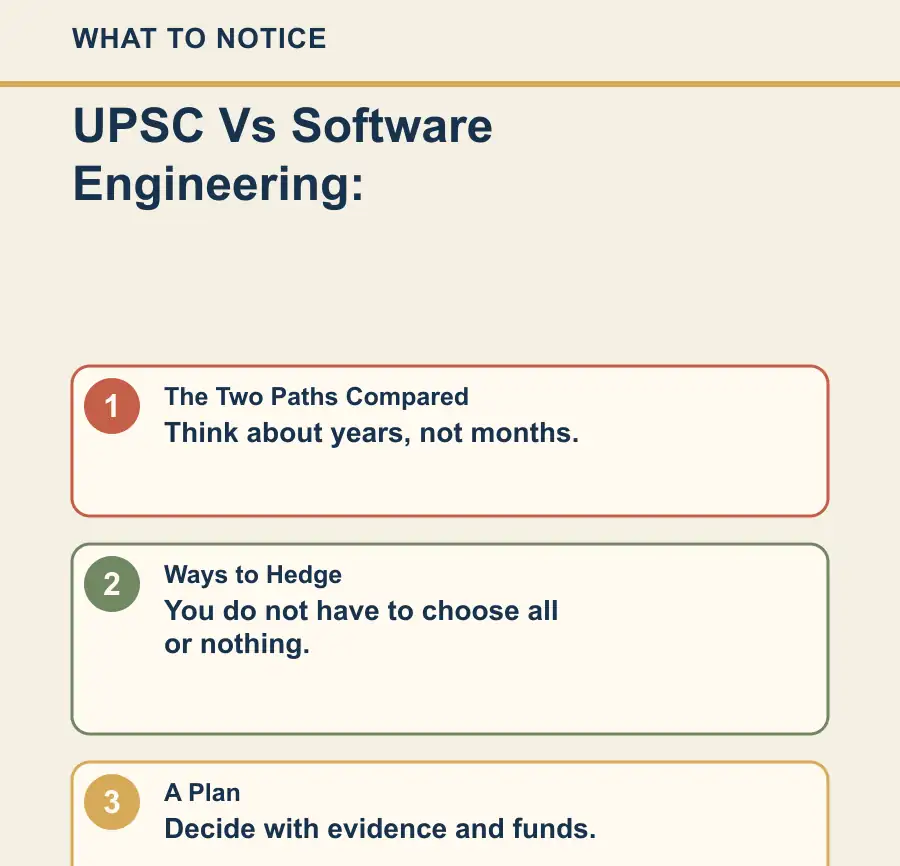 WHAT TO NOTICE
UPSC Vs Software
Engineering:
1
The Two Paths Compared
Think about years, not months.
2
Ways to Hedge
You do not have to choose all
or nothing.
3
A Plan
Decide with evidence and funds.